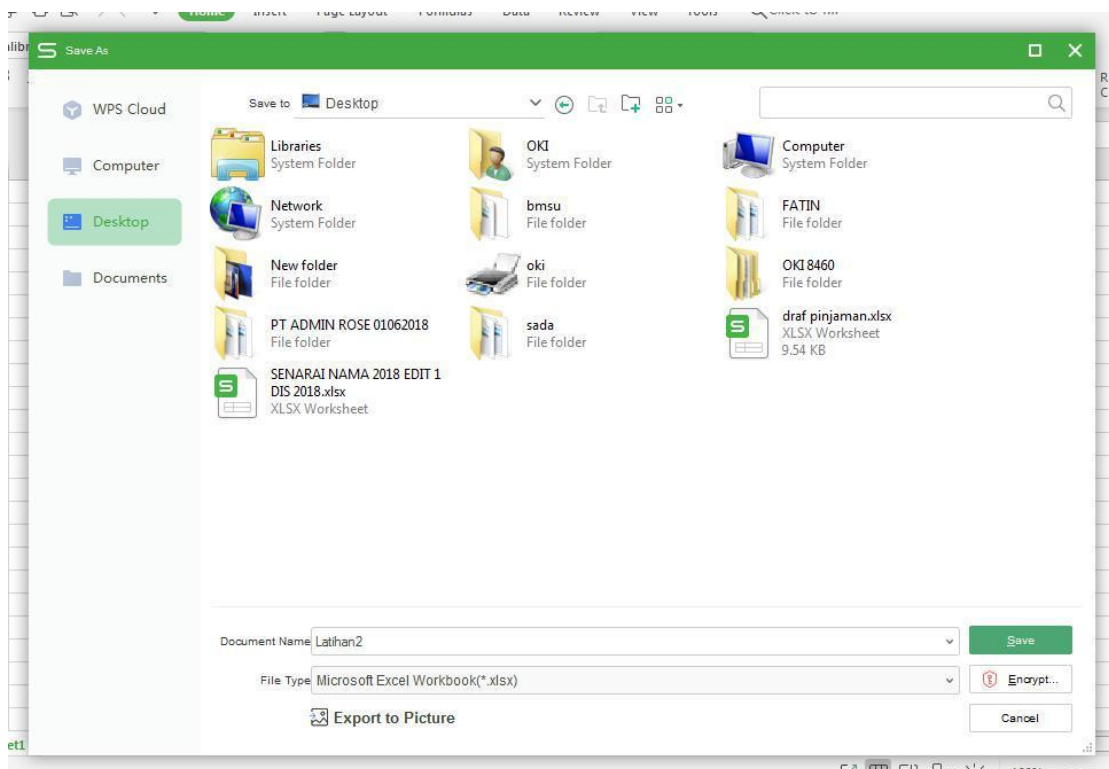 Home Insert Page Layout Formulas Data Review View Tools
Save As
WPS Cloud
Computer
Desktop
Documents
Save to Desktop
Libraries
System Folder
OKI
System Folder
Computer
System Folder
Network
System Folder
bmsu
File folder
FATIN
File folder
New folder
File folder
oki
File folder
OKI 8460
File folder
PT ADMIN ROSE 01062018
File folder
sada
File folder
draf pinjaman.xlsx
XLSX Worksheet
9.54 KB
SENARAI NAMA 2018 EDIT 1
DIS 2018.xlsx
XLSX Worksheet
Document Name Latihan2
Save
File Type Microsoft Excel Workbook(*.xlsx)
Encrypt...
Export to Picture
Cancel
et1